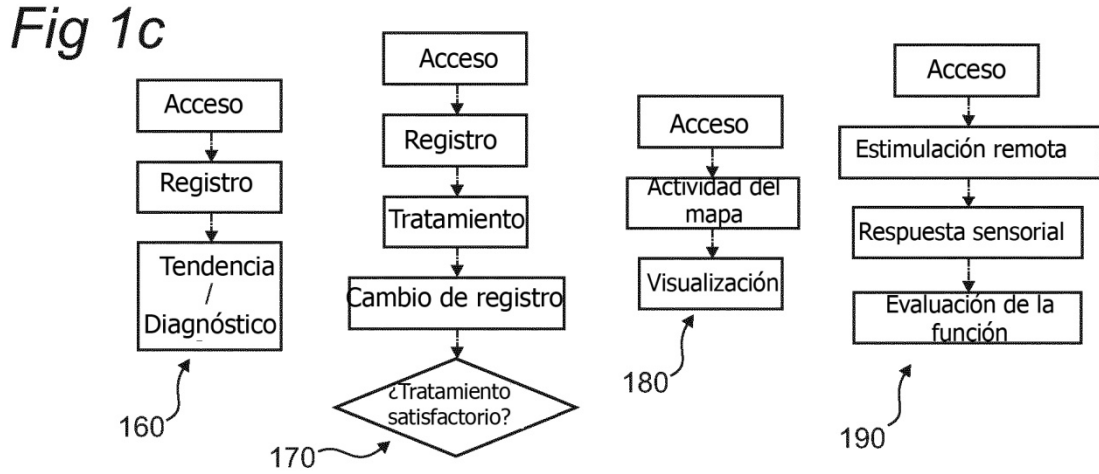 Fig 1c
Acceso
Registro
Tendencia
/
Diagnóstico
160
Acceso
Registro
Tratamiento
Cambio de registro
¿Tratamiento
satisfactorio?
170
Acceso
Actividad del
mapa
Visualización
180
Acceso
Estimulación remota
Respuesta sensorial
Evaluación de la
función
190